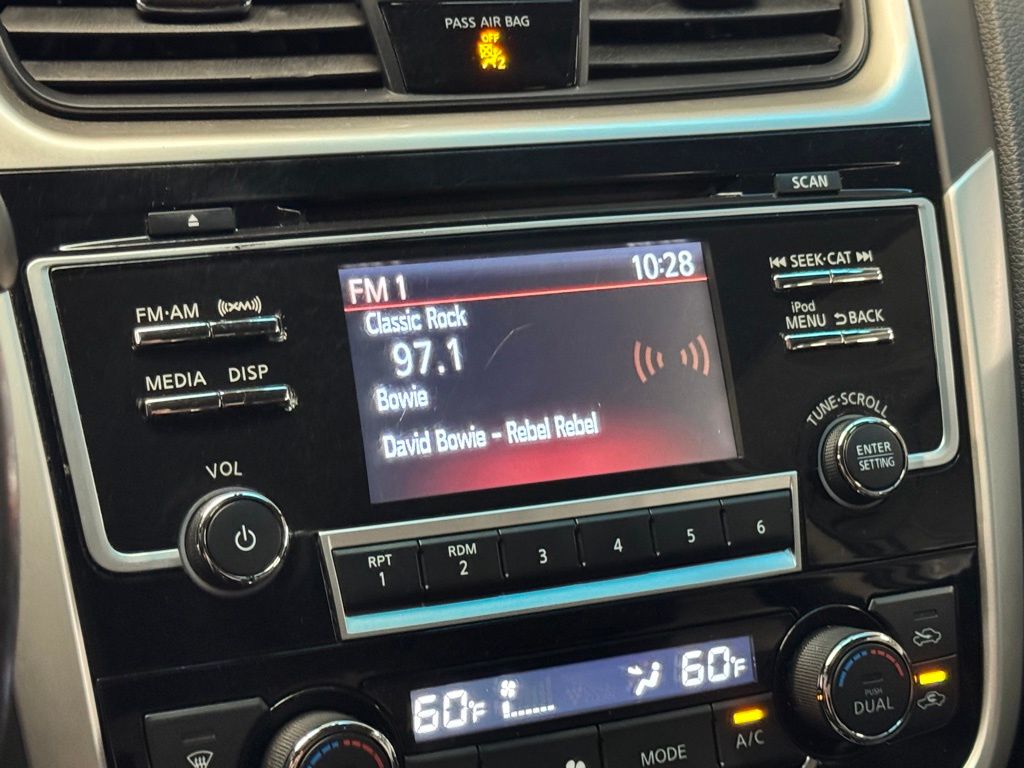 PASS AIR BAG
OFF
2
SCAN
FM·AM
((XM))
MEDIA
DISP
VOL
FM 1
10:28
Classic Rock
97.1
Bowie
David Bowie - Rebel Rebel
SEEK·CAT
iPod
MENU
BACK
TUNE·SCROLL
ENTER
SETTING
RPT
1
RDM
2
3
4
5
6
60°F
60°F
PUSH
DUAL
A/C
MODE